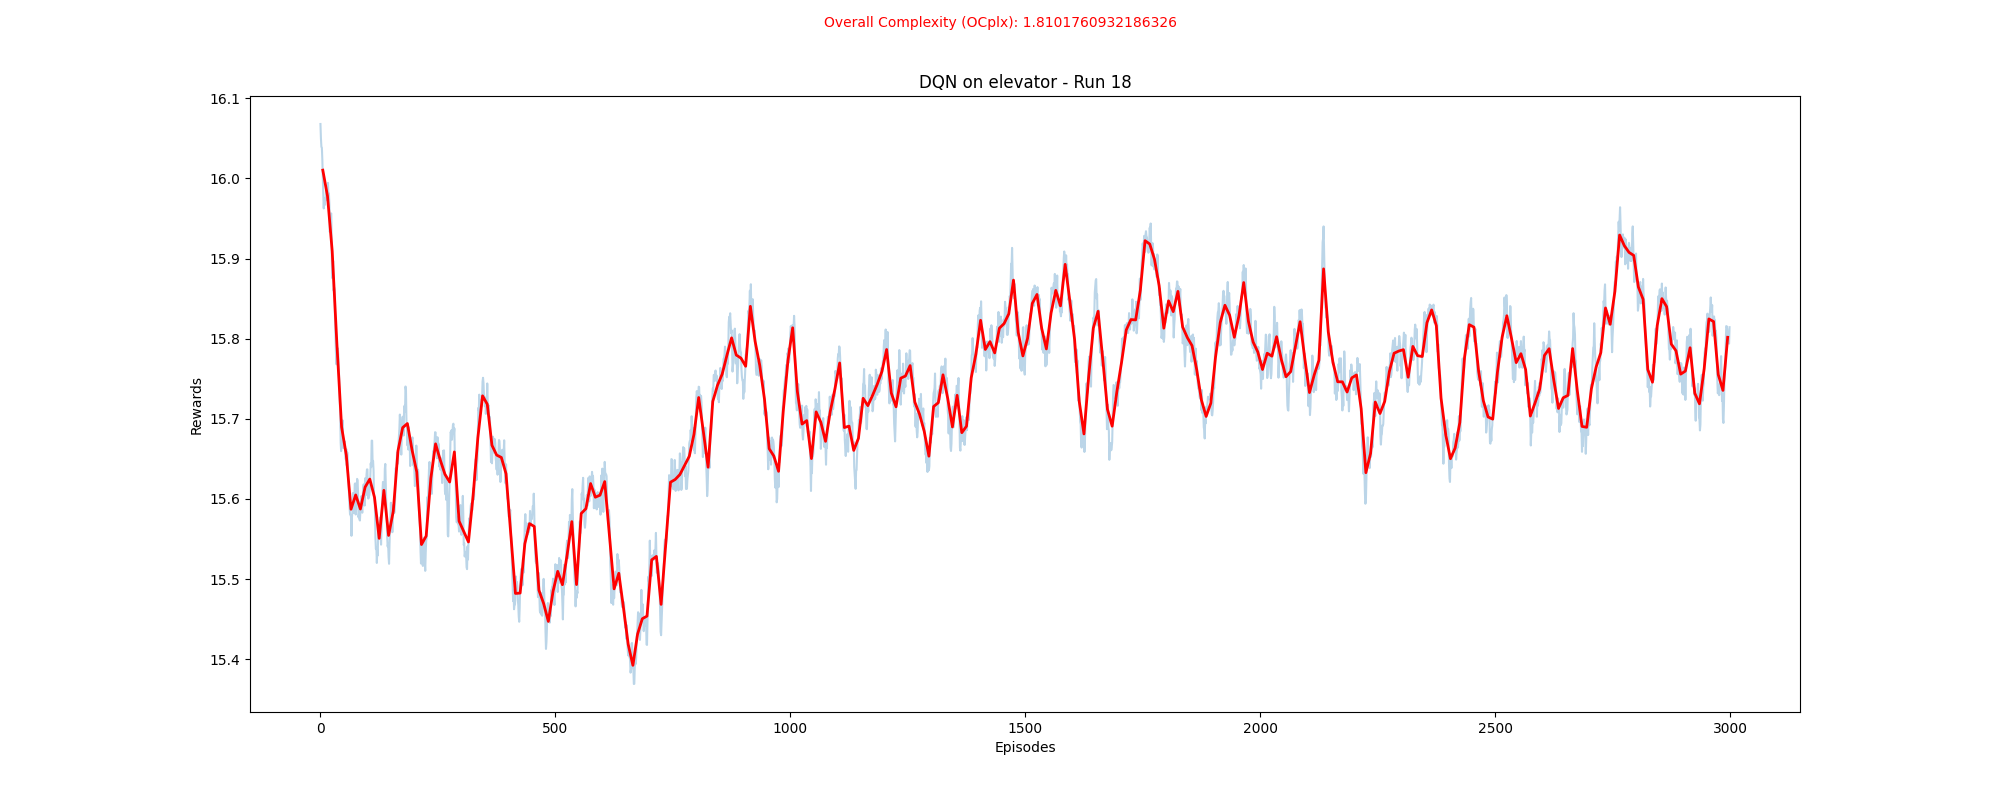 Overall Complexity (OCplx): 1.8101760932186326
DQN on elevator - Run 18
16.1
16.0
15.9
15.8
15.7
15.6
15.5
15.4
Rewards
0 500 1000 1500 2000 2500 3000
Episodes